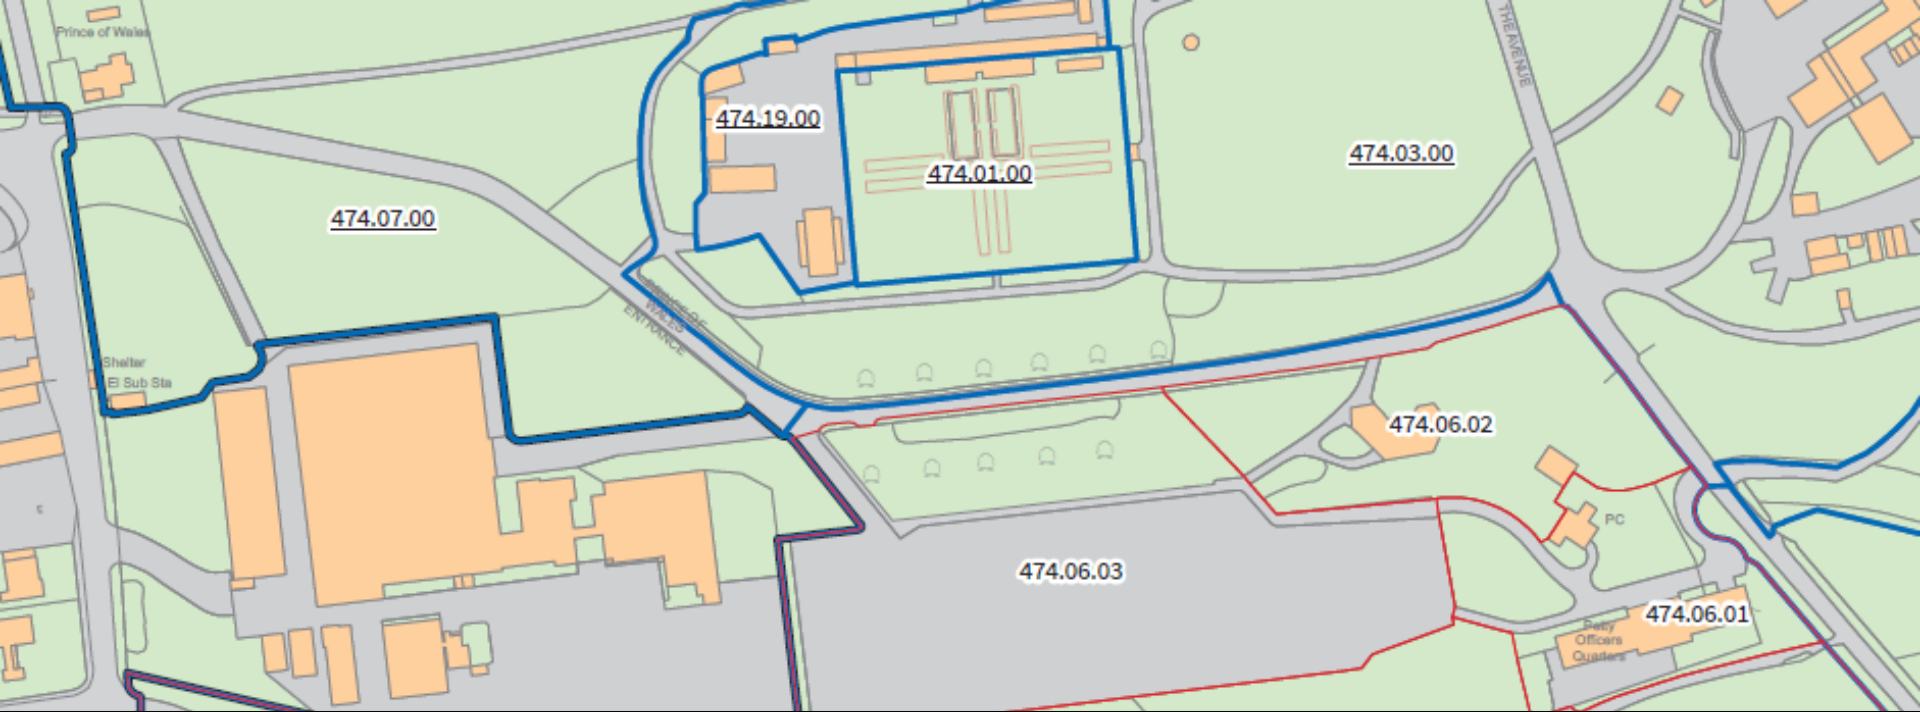 Prince of Wales
THE AVENUE
474.19.00
474.01.00
474.03.00
474.07.00
PRINCE OF
WALES
ENTRANCE
Shelter
El Sub Sta
474.06.02
PC
474.06.03
474.06.01
Petty
Officers
Quarters